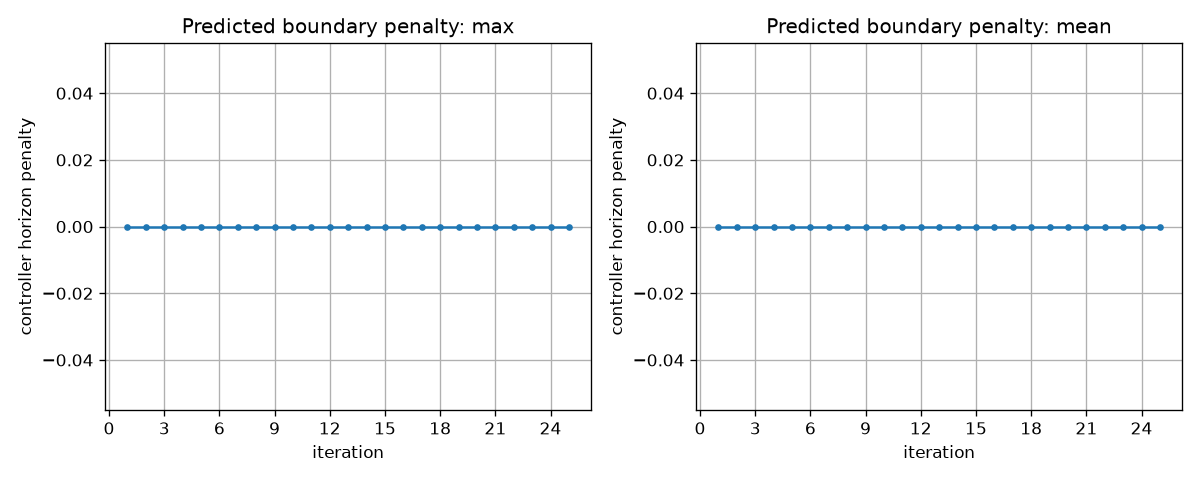 Predicted boundary penalty: max
controller horizon penalty
0.04
0.02
0.00
−0.02
−0.04
0 3 6 9 12 15 18 21 24
iteration
Predicted boundary penalty: mean
controller horizon penalty
0.04
0.02
0.00
−0.02
−0.04
0 3 6 9 12 15 18 21 24
iteration